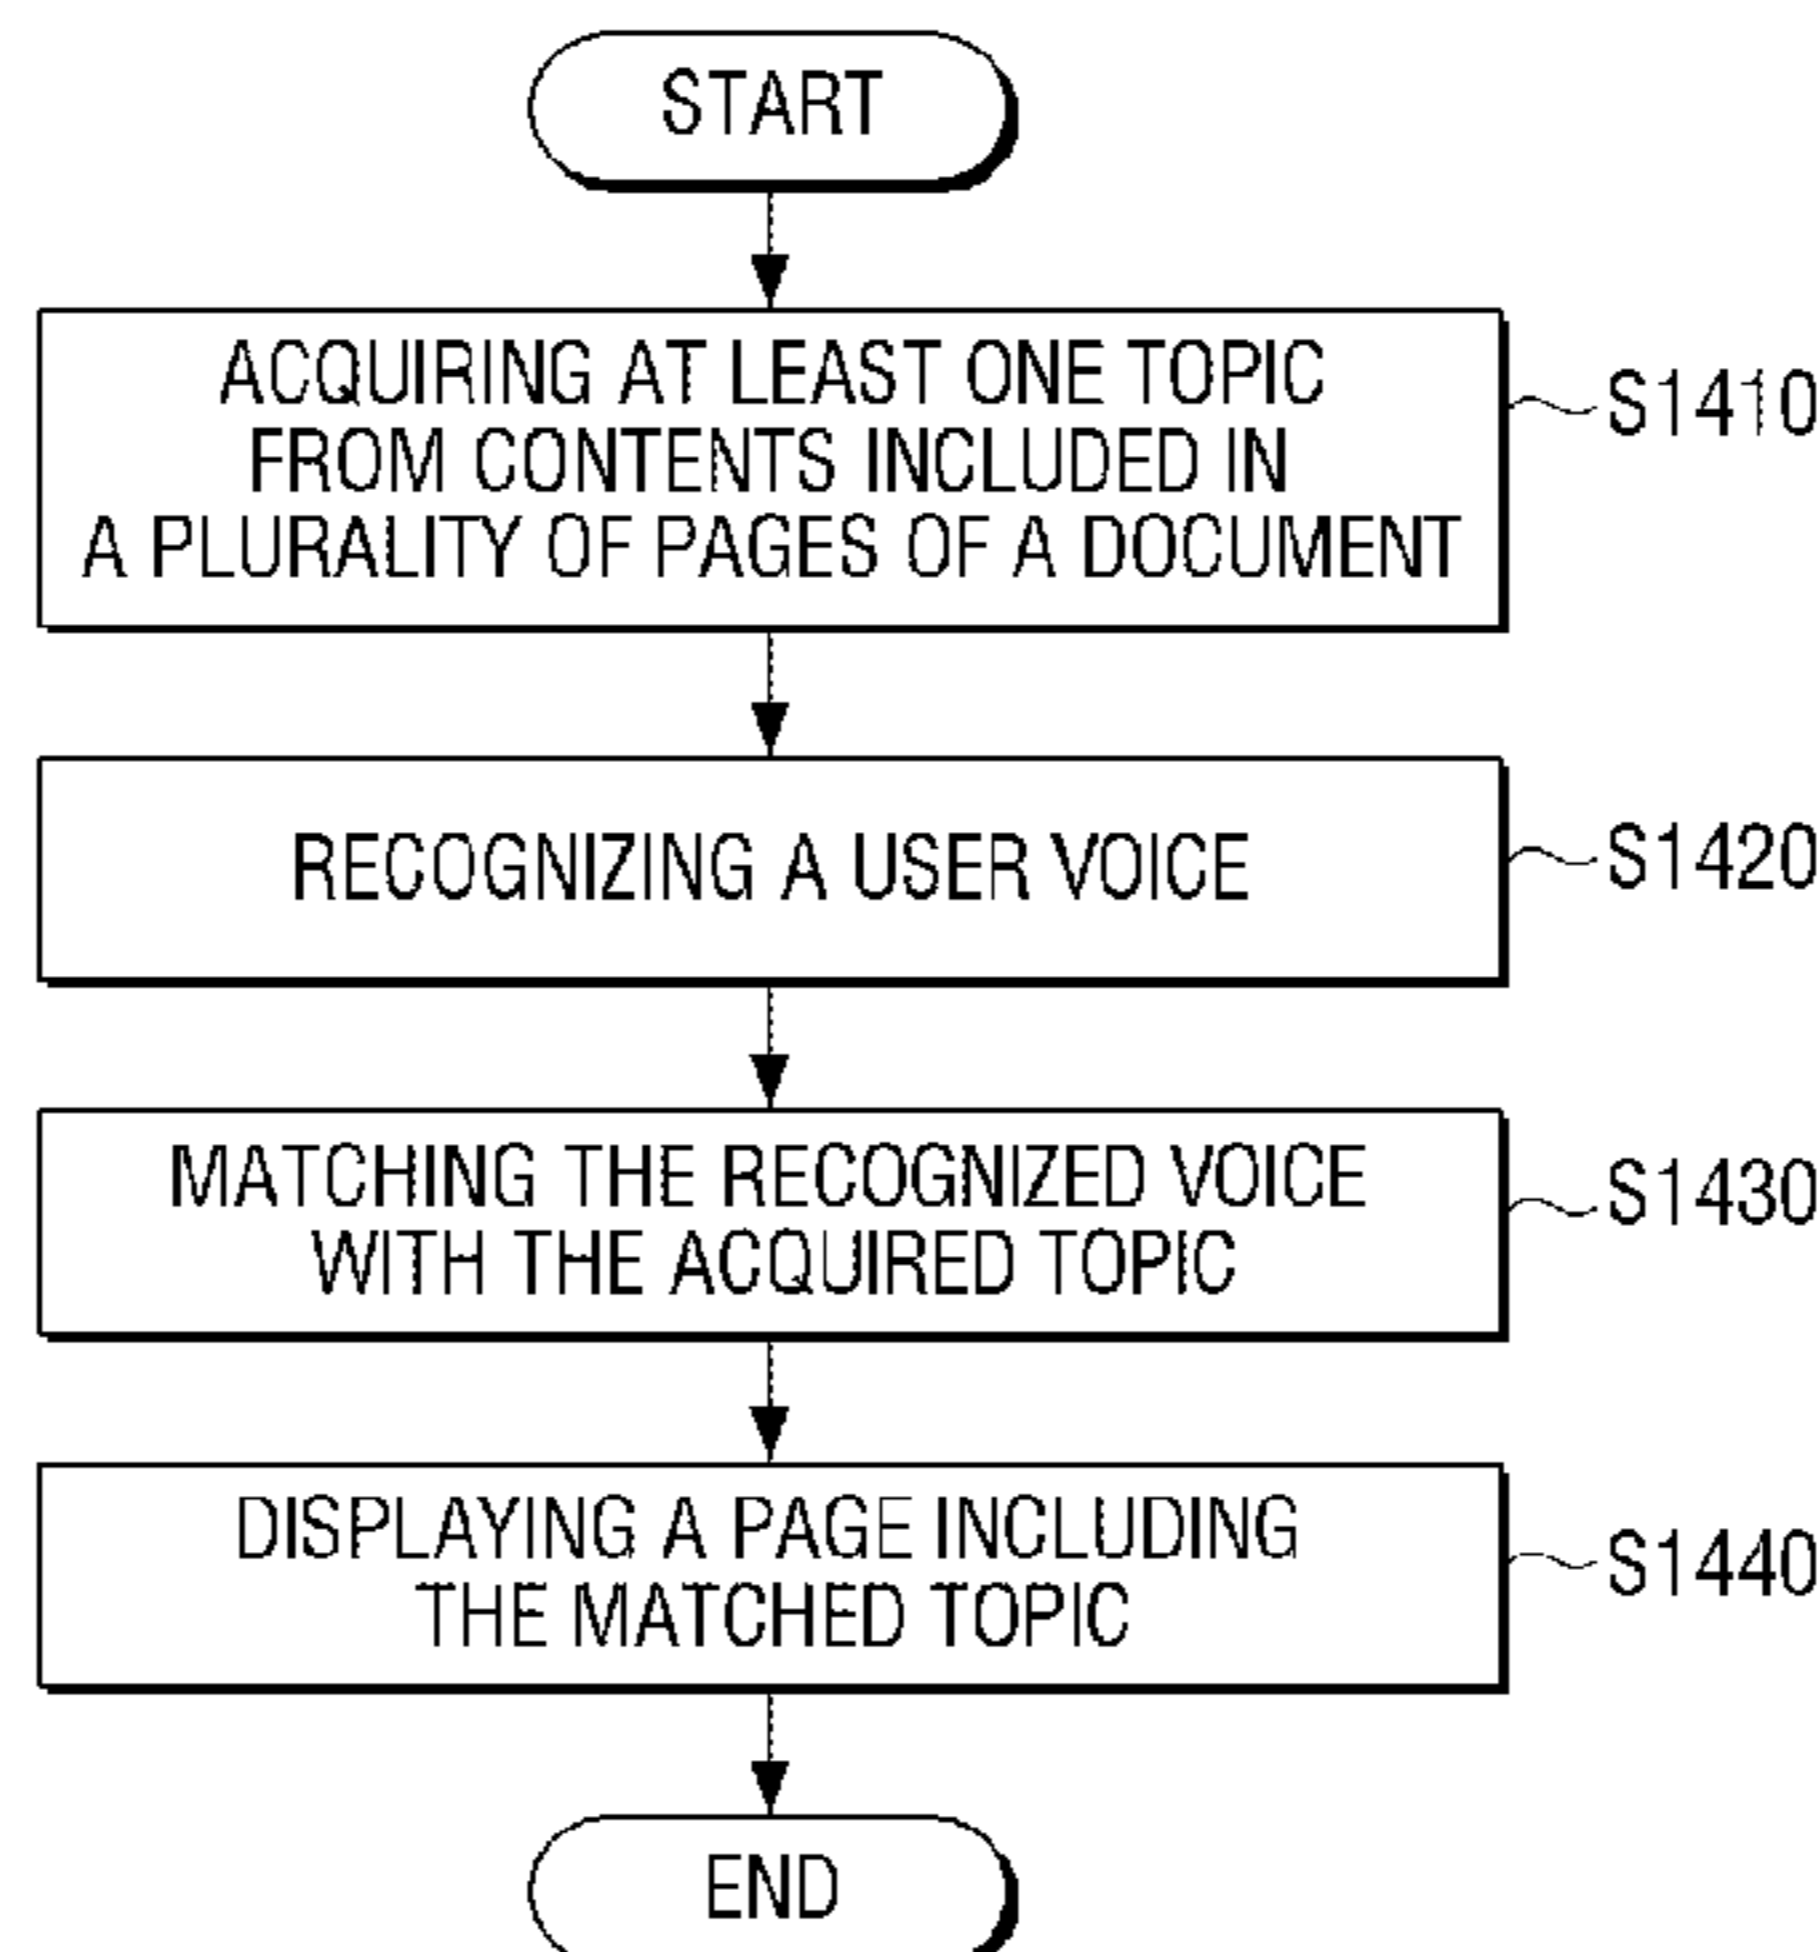 START
ACQUIRING AT LEAST ONE TOPIC
FROM CONTENTS INCLUDED IN
A PLURALITY OF PAGES OF A DOCUMENT
S1410
RECOGNIZING A USER VOICE
S1420
MATCHING THE RECOGNIZED VOICE
WITH THE ACQUIRED TOPIC
S1430
DISPLAYING A PAGE INCLUDING
THE MATCHED TOPIC
S1440
END